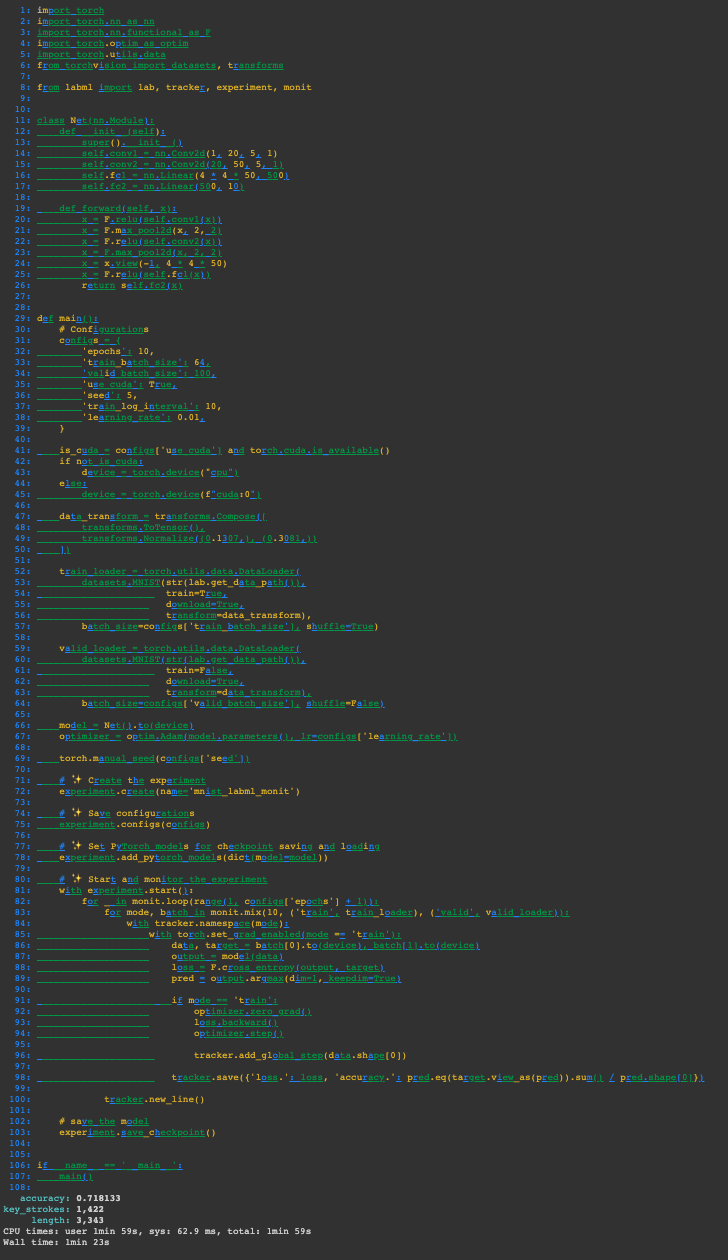 1: import torch
2: import torch.nn as nn
3: import torch.nn.functional as F
4: import torch.optim as optim
5: import torch.utils.data
6: from torchvision import datasets, transforms
7:
8: from labml import lab, tracker, experiment, monit
9:
10:
11: class Net(nn.Module):
12:     def __init__(self):
13:         super().__init__()
14:         self.conv1 = nn.Conv2d(1, 20, 5, 1)
15:         self.conv2 = nn.Conv2d(20, 50, 5, 1)
16:         self.fc1 = nn.Linear(4 * 4 * 50, 500)
17:         self.fc2 = nn.Linear(500, 10)
18:
19:     def forward(self, x):
20:         x = F.relu(self.conv1(x))
21:         x = F.max_pool2d(x, 2, 2)
22:         x = F.relu(self.conv2(x))
23:         x = F.max_pool2d(x, 2, 2)
24:         x = x.view(-1, 4 * 4 * 50)
25:         x = F.relu(self.fc1(x))
26:         return self.fc2(x)
27:
28:
29: def main():
30:     # Configurations
31:     configs = {
32:         'epochs': 10,
33:         'train_batch_size': 64,
34:         'valid_batch_size': 100,
35:         'use_cuda': True,
36:         'seed': 5,
37:         'train_log_interval': 10,
38:         'learning_rate': 0.01,
39:     }
40:
41:     is_cuda = configs['use_cuda'] and torch.cuda.is_available()
42:     if not is_cuda:
43:         device = torch.device("cpu")
44:     else:
45:         device = torch.device(f"cuda:0")
46:
47:     data_transform = transforms.Compose([
48:         transforms.ToTensor(),
49:         transforms.Normalize((0.1307,), (0.3081,))
50:     ])
51:
52:     train_loader = torch.utils.data.DataLoader(
53:         datasets.MNIST(str(lab.get_data_path()),
54:                        train=True,
55:                        download=True,
56:                        transform=data_transform),
57:         batch_size=configs['train_batch_size'], shuffle=True)
58:
59:     valid_loader = torch.utils.data.DataLoader(
60:         datasets.MNIST(str(lab.get_data_path()),
61:                        train=False,
62:                        download=True,
63:                        transform=data_transform),
64:         batch_size=configs['valid_batch_size'], shuffle=False)
65:
66:     model = Net().to(device)
67:     optimizer = optim.Adam(model.parameters(), lr=configs['learning_rate'])
68:
69:     torch.manual_seed(configs['seed'])
70:
71:     # ✨ Create the experiment
72:     experiment.create(name='mnist_labml_monit')
73:
74:     # ✨ Save configurations
75:     experiment.configs(configs)
76:
77:     # ✨ Set PyTorch models for checkpoint saving and loading
78:     experiment.add_pytorch_models(dict(model=model))
79:
80:     # ✨ Start and monitor the experiment
81:     with experiment.start():
82:         for _ in monit.loop(range(1, configs['epochs'] + 1)):
83:             for mode, batch in monit.mix(10, ('train', train_loader), ('valid', valid_loader)):
84:                 with tracker.namespace(mode):
85:                     with torch.set_grad_enabled(mode == 'train'):
86:                         data, target = batch[0].to(device), batch[1].to(device)
87:                         output = model(data)
88:                         loss = F.cross_entropy(output, target)
89:                         pred = output.argmax(dim=1, keepdim=True)
90:
91:                         if mode == 'train':
92:                             optimizer.zero_grad()
93:                             loss.backward()
94:                             optimizer.step()
95:
96:                             tracker.add_global_step(data.shape[0])
97:
98:                         tracker.save({'loss.': loss, 'accuracy.': pred.eq(target.view_as(pred)).sum() / pred.shape[0]})
99:
100:             tracker.new_line()
101:
102:     # save the model
103:     experiment.save_checkpoint()
104:
105:
106: if __name__ == '__main__':
107:     main()
108:
accuracy: 0.718133
key_strokes: 1,422
length: 3,343
CPU times: user 1min 59s, sys: 62.9 ms, total: 1min 59s
Wall time: 1min 23s